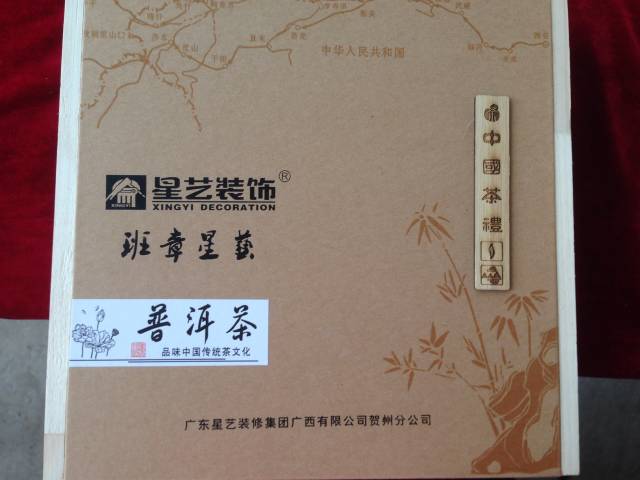 中华人民共和国
星艺装饰®
XINGYI DECORATION
XINGYI
中國茶禮
班章星藝
普洱茶
品味中国传统茶文化
广东星艺装修集团广西有限公司贺州分公司